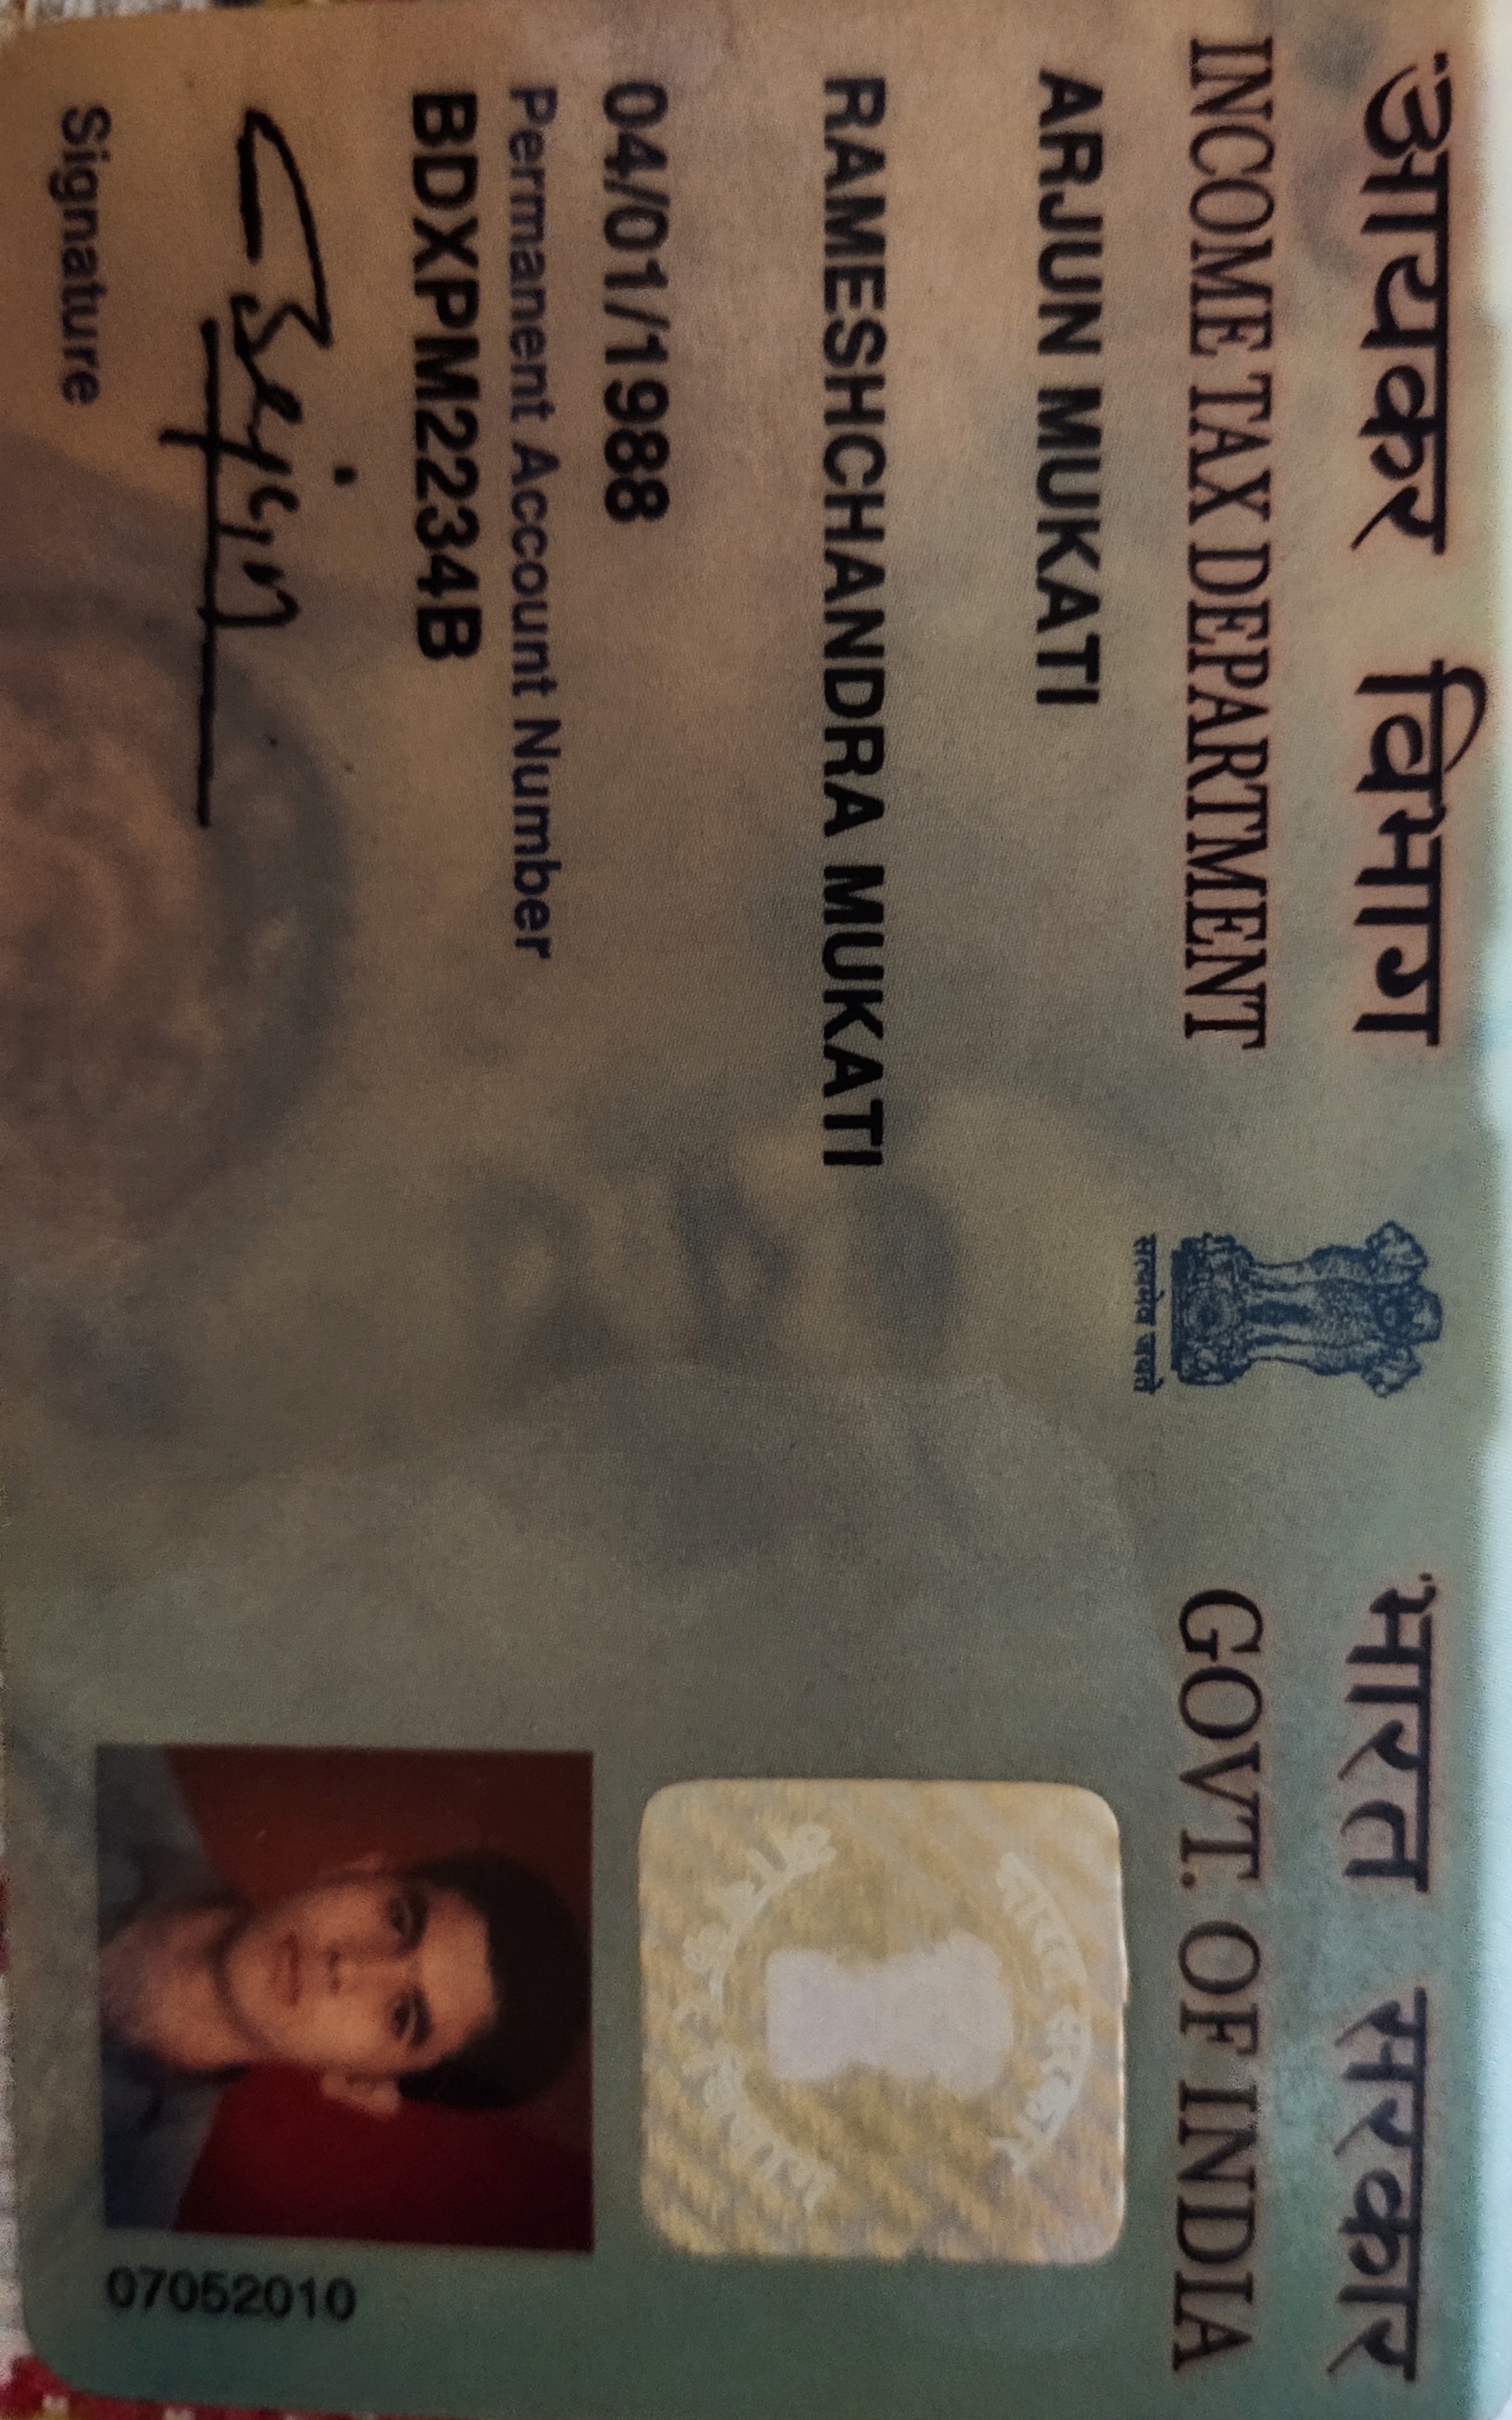 आयकर विभाग
INCOME TAX DEPARTMENT
सत्यमेव जयते
भारत सरकार
GOVT. OF INDIA
ARJUN MUKATI
RAMESHCHANDRA MUKATI
04/01/1988
Permanent Account Number
BDXPM2234B
Signature
07052010